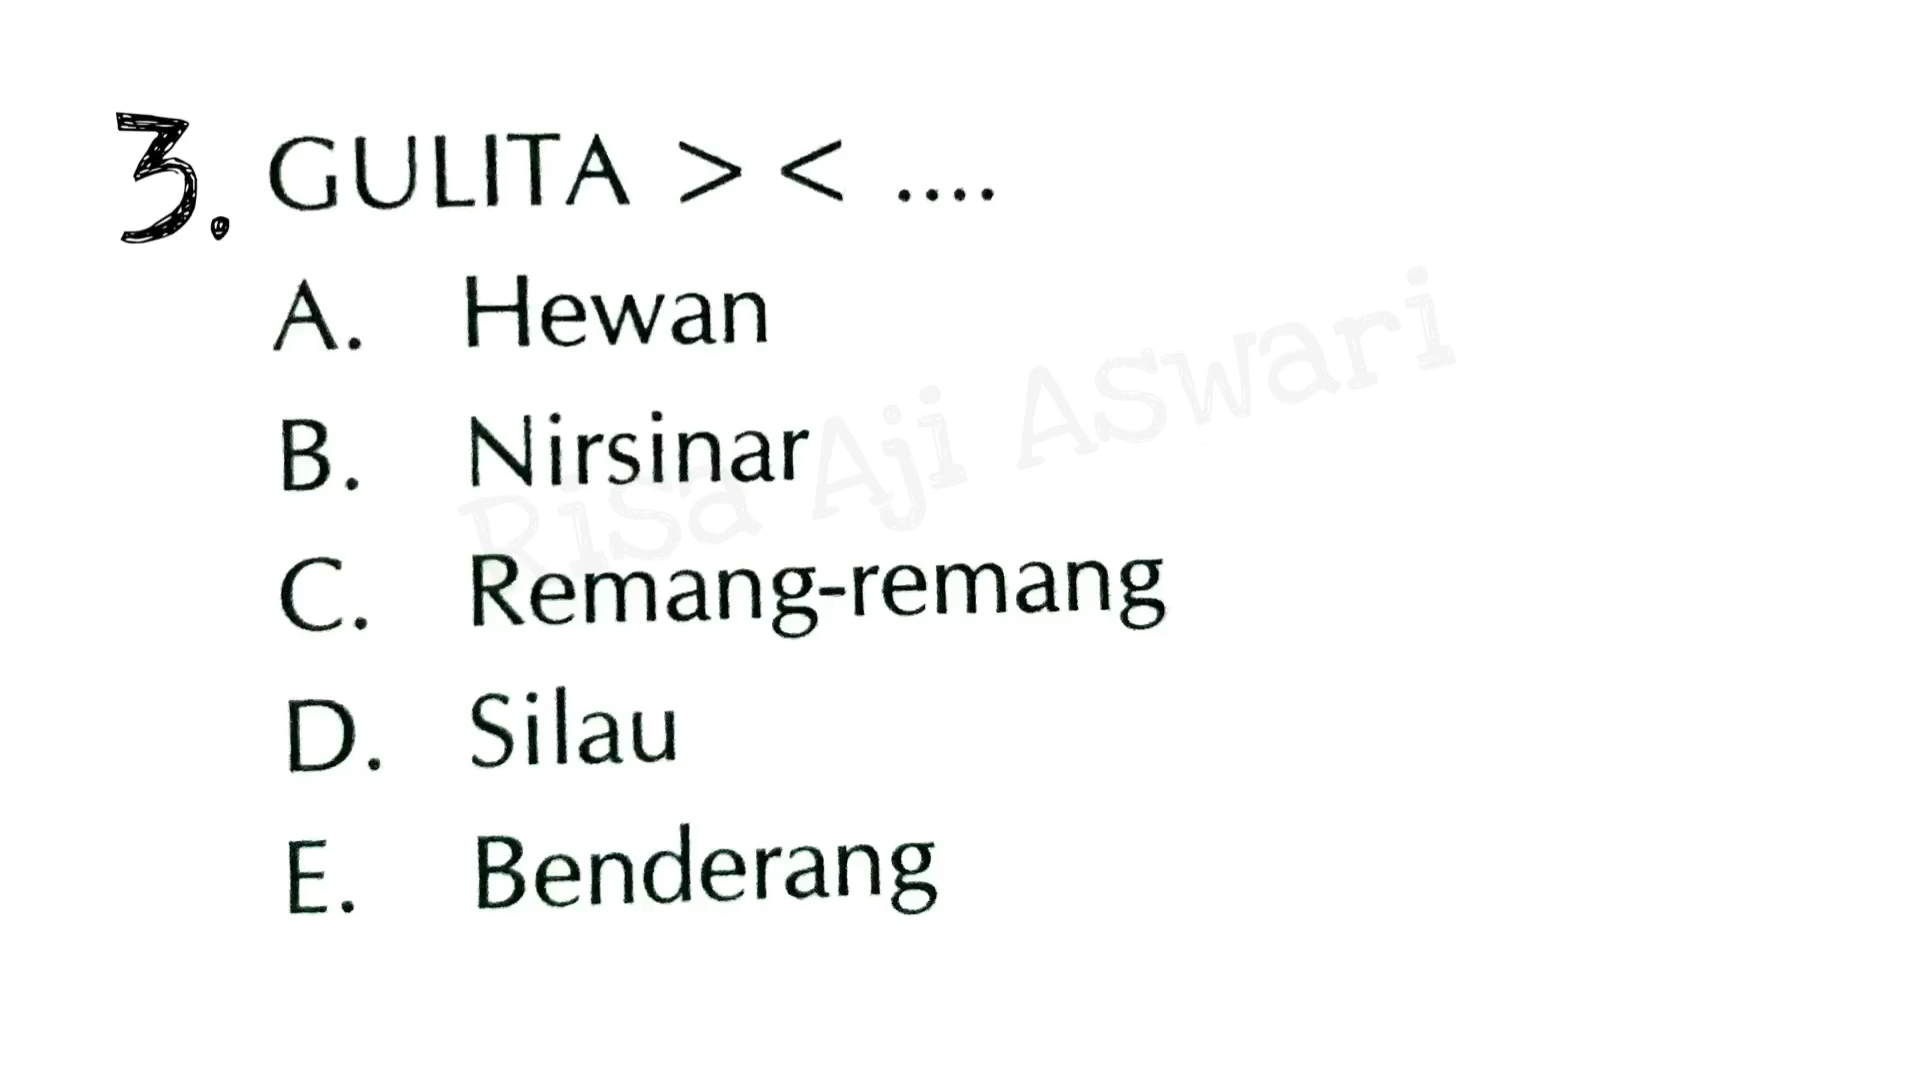 3. GULITA > < ....
A. Hewan
B. Nirsinar
C. Remang-remang
D. Silau
E. Benderang
Risa Aji Aswari